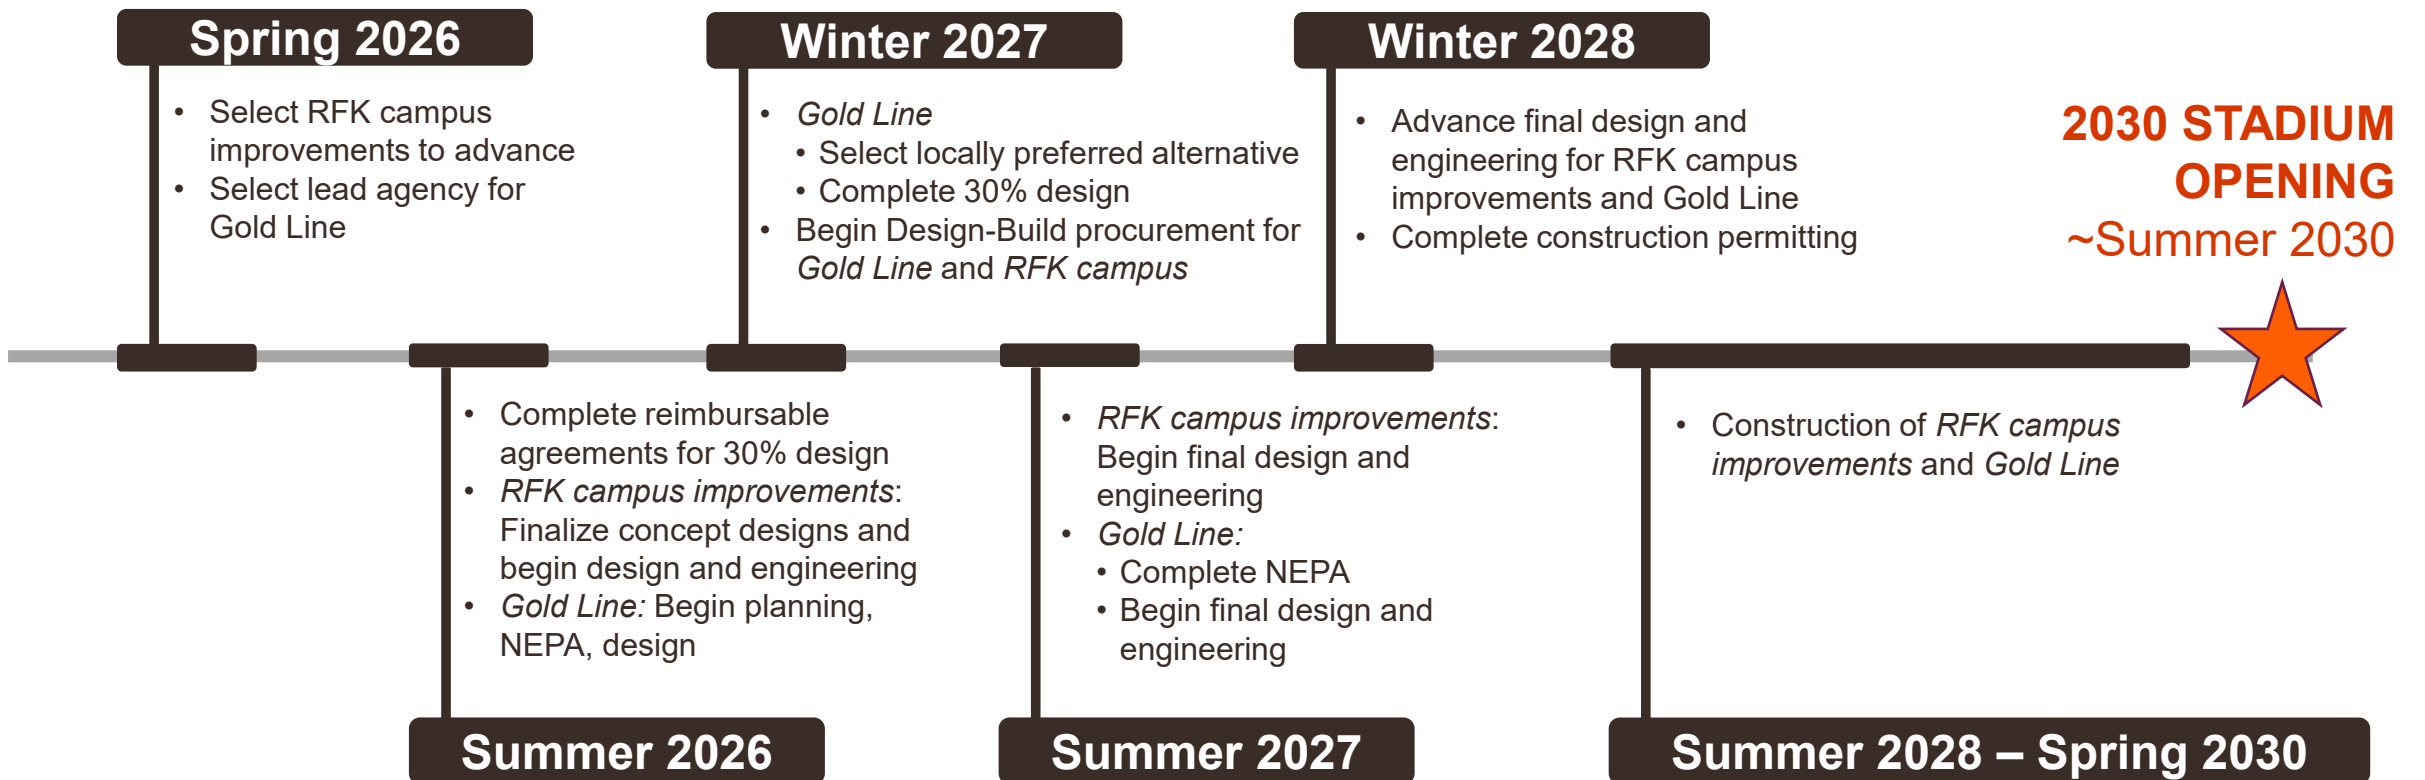 Spring 2026
• Select RFK campus
improvements to advance
• Select lead agency for
Gold Line
Summer 2026
• Complete reimbursable
agreements for 30% design
• RFK campus improvements:
Finalize concept designs and
begin design and engineering
• Gold Line: Begin planning,
NEPA, design
Winter 2027
• Gold Line
• Select locally preferred alternative
• Complete 30% design
• Begin Design-Build procurement for
Gold Line and RFK campus
Summer 2027
• RFK campus improvements:
Begin final design and
engineering
• Gold Line:
• Complete NEPA
• Begin final design and
engineering
Winter 2028
• Advance final design and
engineering for RFK campus
improvements and Gold Line
• Complete construction permitting
Summer 2028 – Spring 2030
• Construction of RFK campus
improvements and Gold Line
2030 STADIUM
OPENING
~Summer 2030